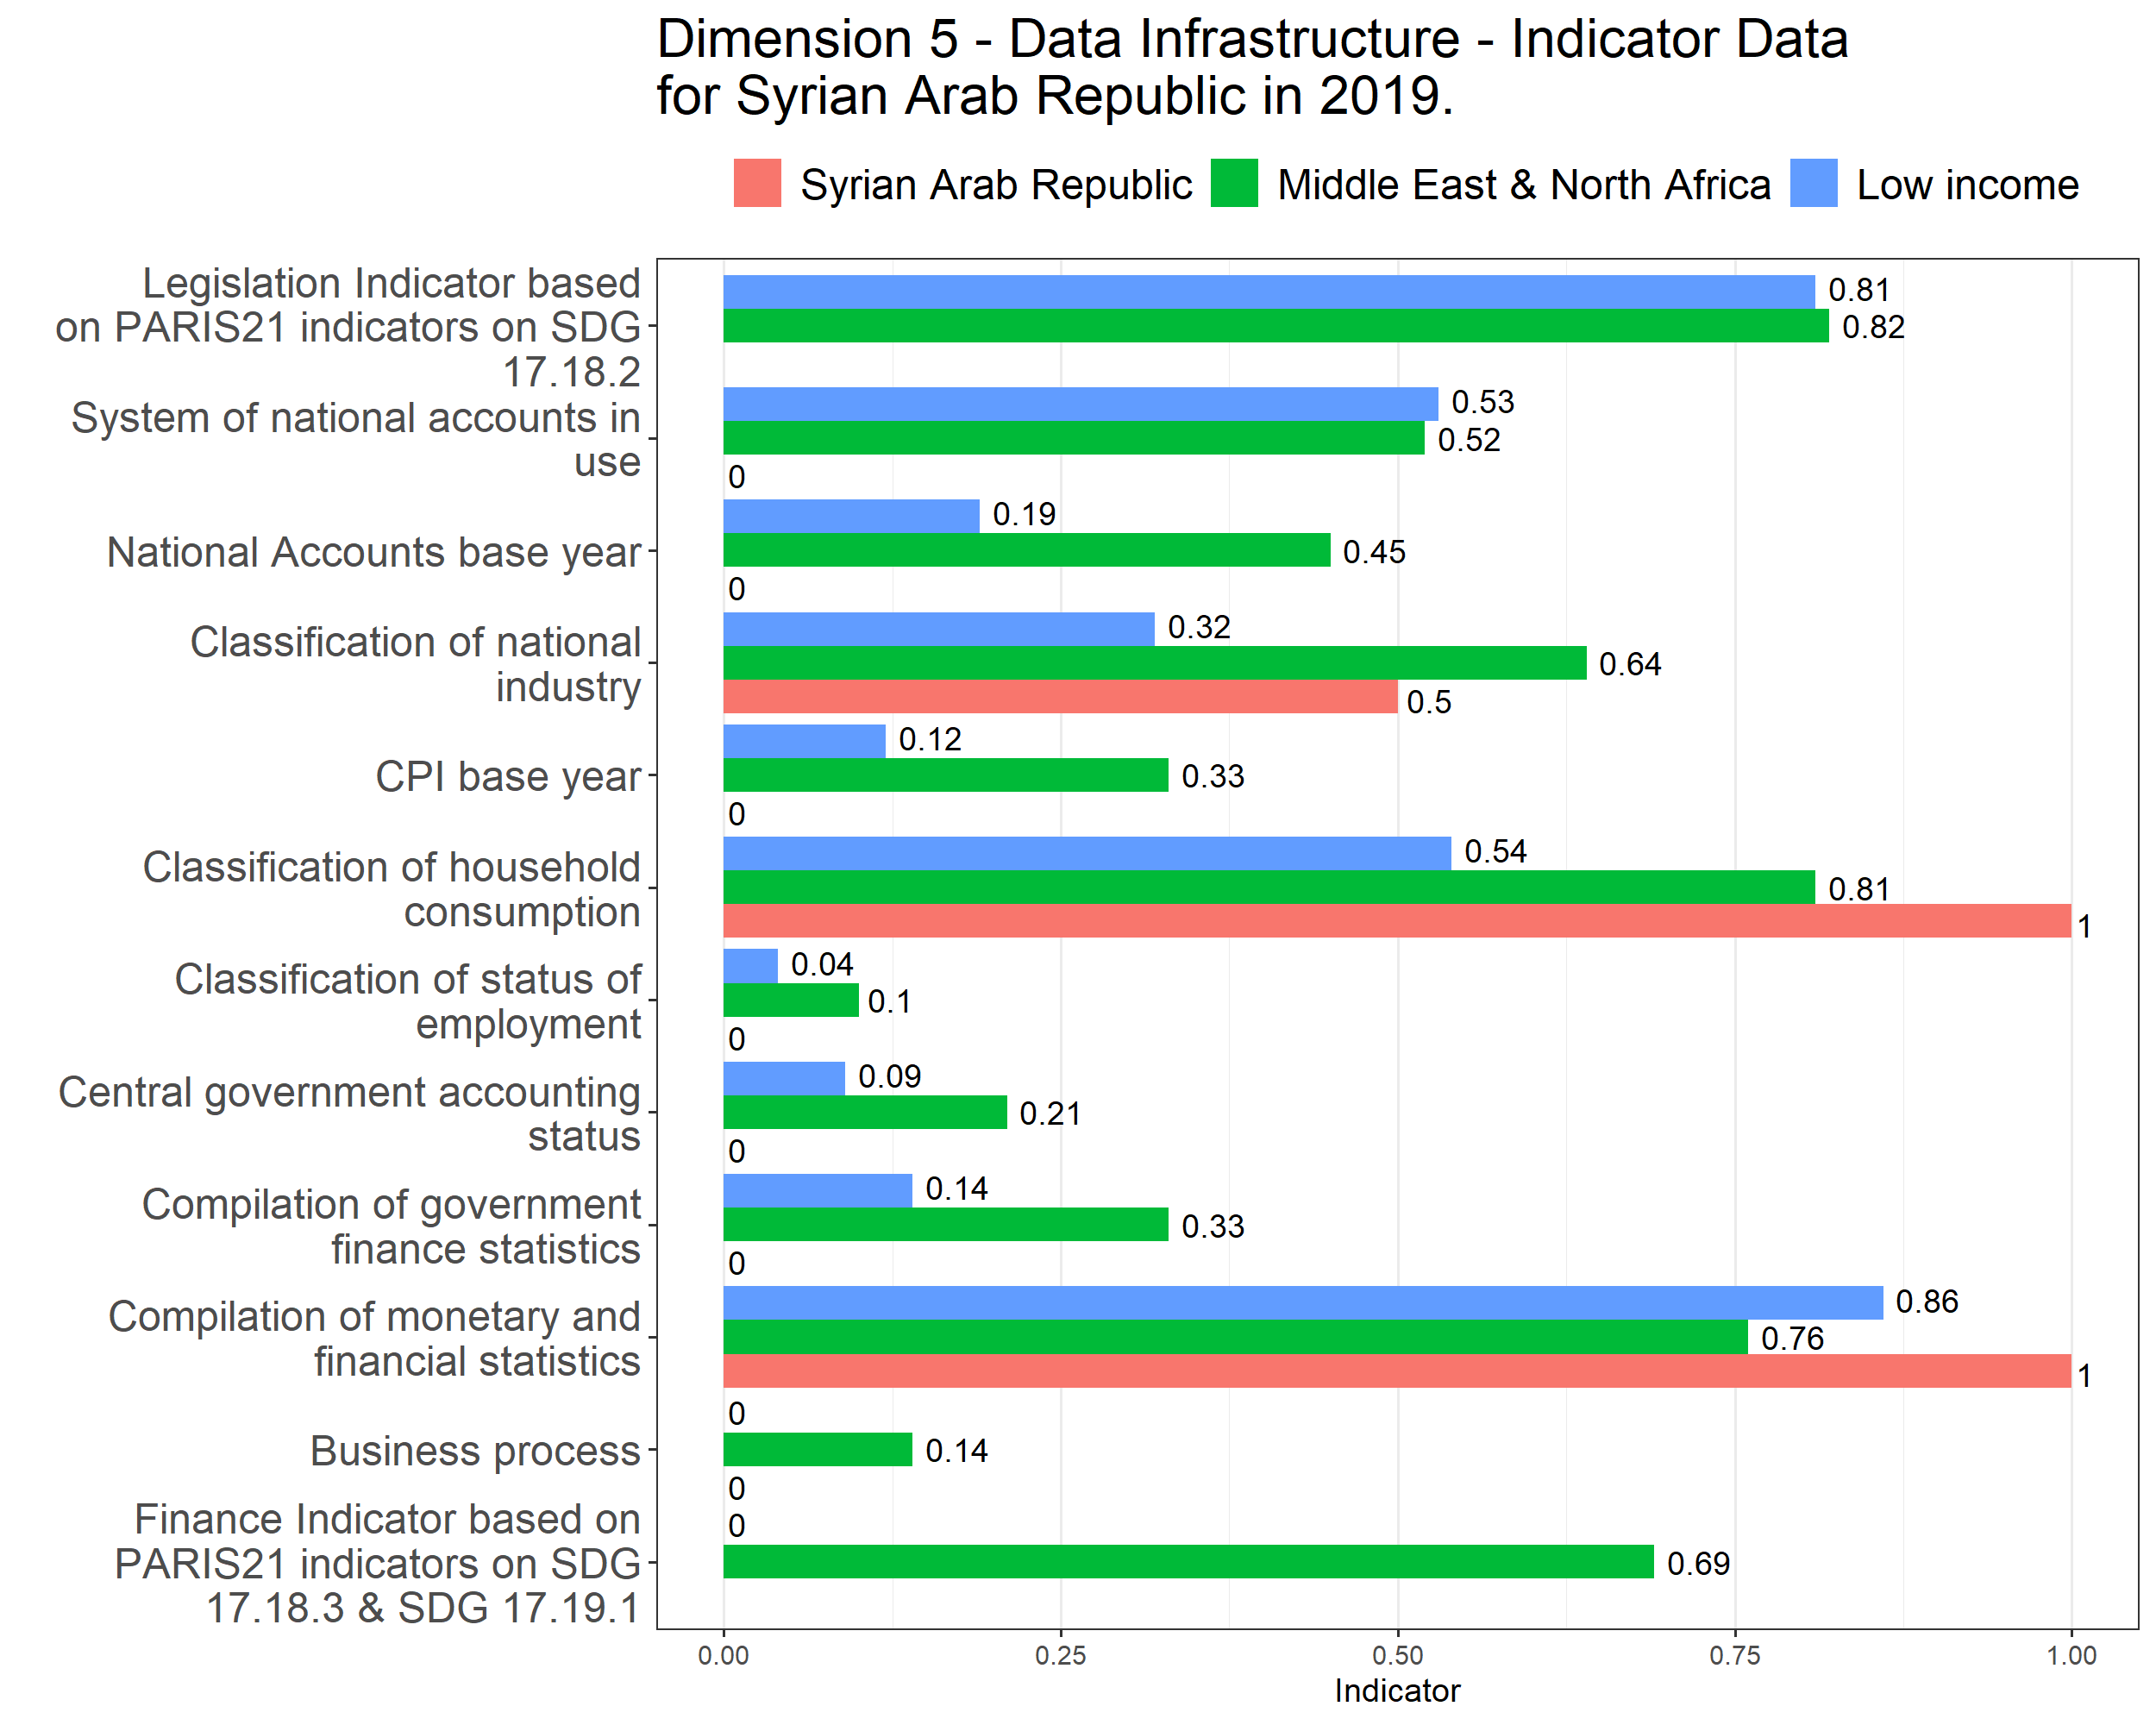 Dimension 5 - Data Infrastructure - Indicator Data
for Syrian Arab Republic in 2019.
Syrian Arab Republic
Middle East & North Africa
Low income
Legislation Indicator based
on PARIS21 indicators on SDG
17.18.2
0.81
0.82
System of national accounts in
use
0.53
0.52
0
National Accounts base year
0.19
0.45
0
Classification of national
industry
0.32
0.64
0.5
CPI base year
0.12
0.33
0
Classification of household
consumption
0.54
0.81
1
Classification of status of
employment
0.04
0.1
0
Central government accounting
status
0.09
0.21
0
Compilation of government
finance statistics
0.14
0.33
0
Compilation of monetary and
financial statistics
0.86
0.76
1
Business process
0
0.14
0
Finance Indicator based on
PARIS21 indicators on SDG
17.18.3 & SDG 17.19.1
0
0.69
0.00
0.25
0.50
0.75
1.00
Indicator